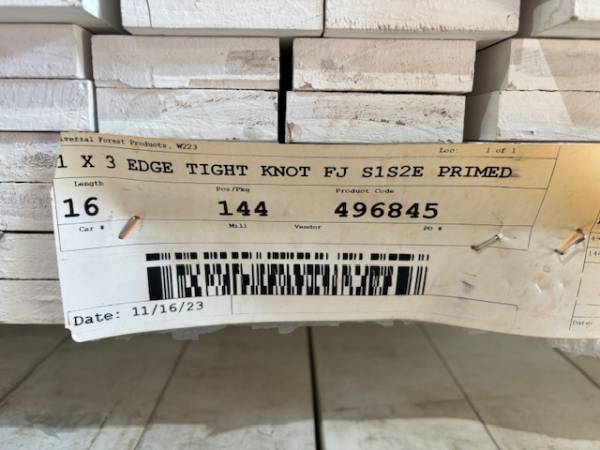 iversal Forest Products, W223
Loc: 1 of 1
1 X 3 EDGE TIGHT KNOT FJ S1S2E PRIMED
Length Pcs/Pkg Product Code
16 144 496845
Car # Mill Vendor PO #
Date: 11/16/23